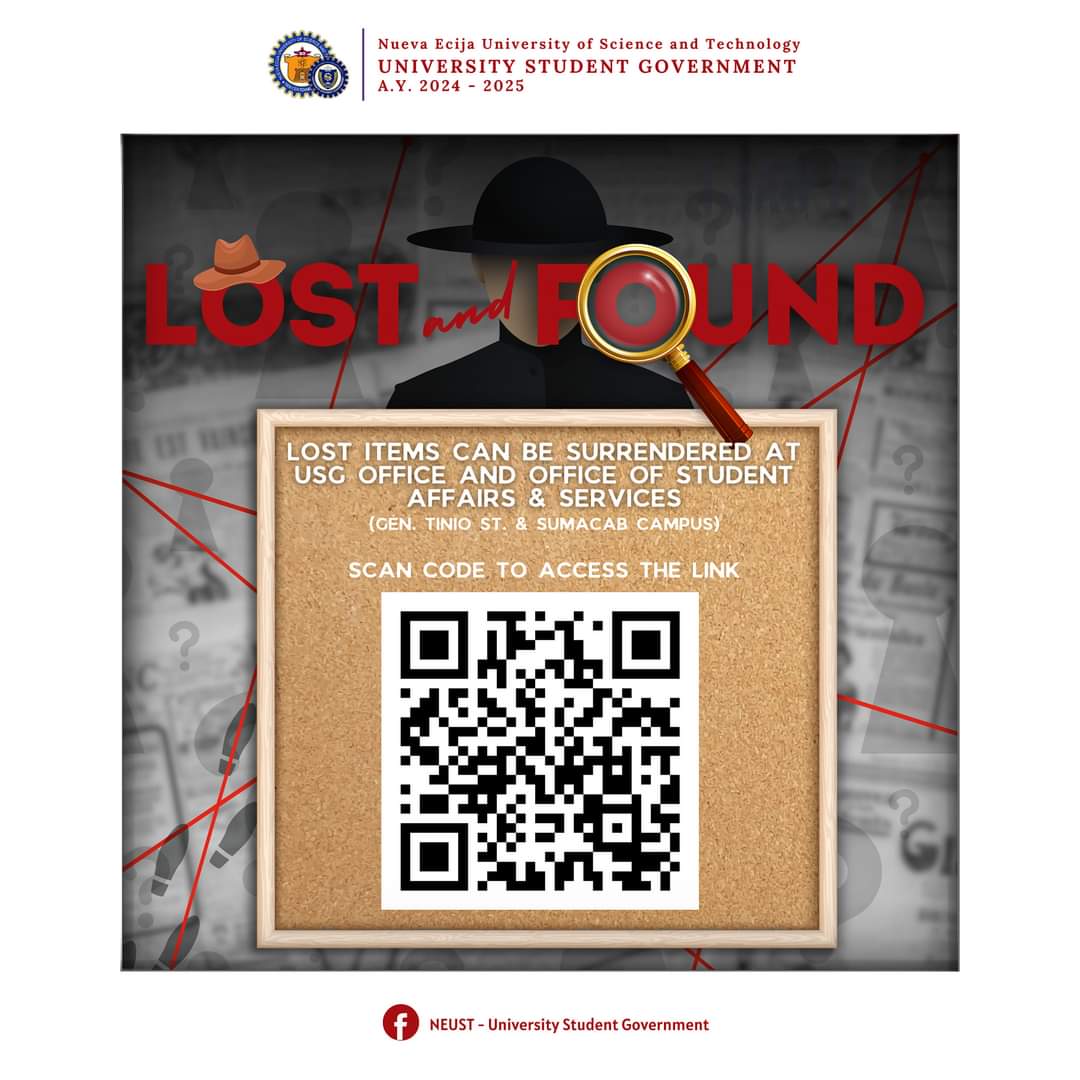 Nueva Ecija University of Science and Technology
UNIVERSITY STUDENT GOVERNMENT
A.Y. 2024 - 2025
LOST and FOUND
LOST ITEMS CAN BE SURRENDERED AT
USG OFFICE AND OFFICE OF STUDENT
AFFAIRS & SERVICES
(GEN. TINIO ST. & SUMACAB CAMPUS)
SCAN CODE TO ACCESS THE LINK
NEUST - University Student Government